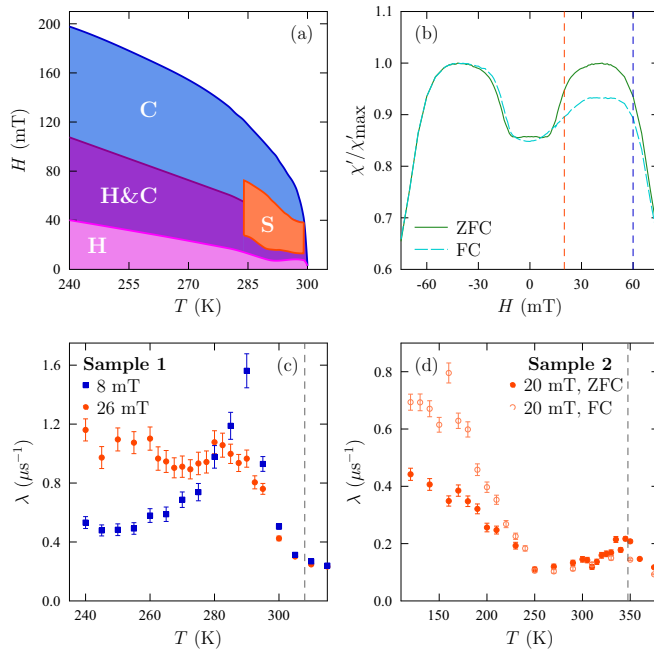 (a)
C
H&C
H
S
0
40
80
120
160
200
H (mT)
240
255
270
285
300
T (K)
(b)
ZFC
FC
0.6
0.7
0.8
0.9
1.0
1.1
χ′/χ′max
-60
-30
0
30
60
H (mT)
Sample 1
(c)
8 mT
26 mT
0.0
0.4
0.8
1.2
1.6
λ (μs−1)
240
260
280
300
T (K)
(d)
Sample 2
20 mT, ZFC
20 mT, FC
0.0
0.2
0.4
0.6
0.8
1.0
λ (μs−1)
150
200
250
300
350
T (K)